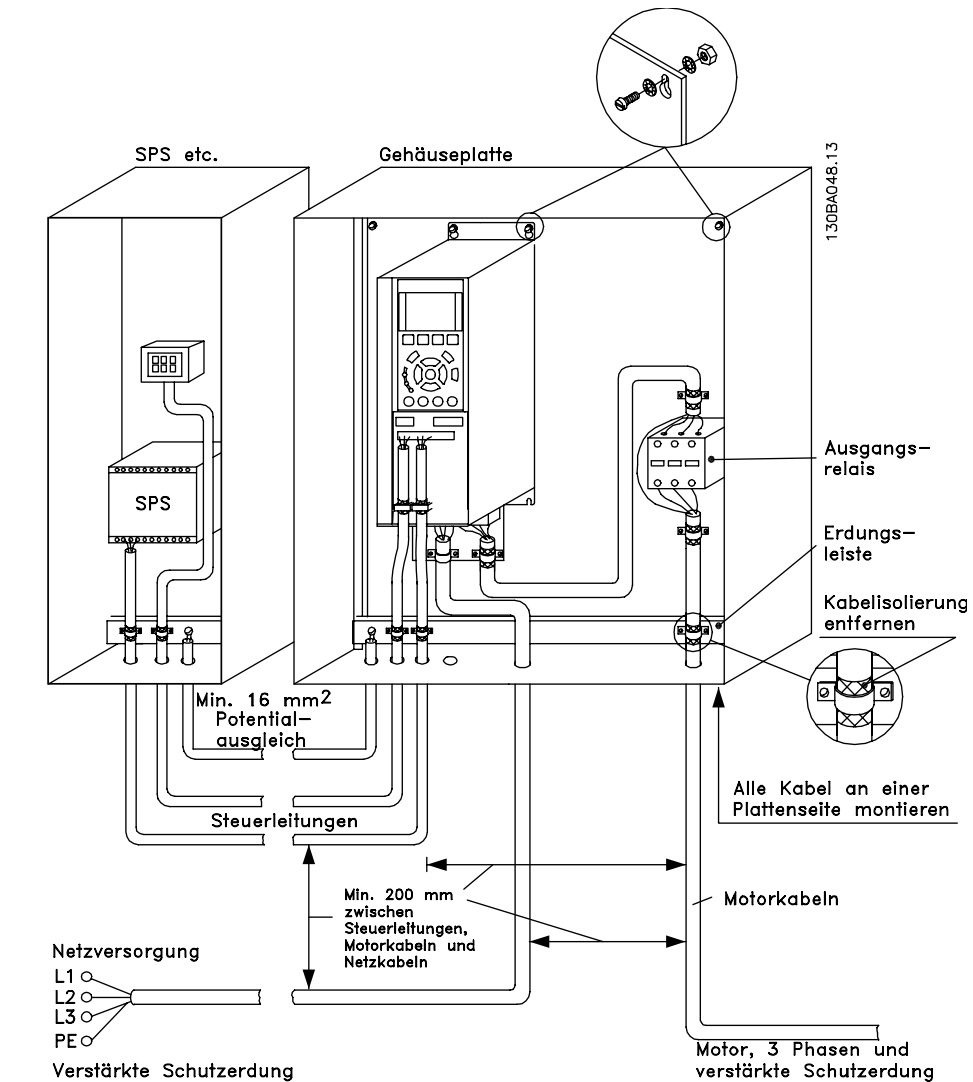 SPS etc.
Gehäuseplatte
130BA048.13
SPS
Ausgangs-
relais
Erdungs-
leiste
Kabelisolierung
entfernen
Min. 16 mm2
Potential-
ausgleich
Alle Kabel an einer
Plattenseite montieren
Steuerleitungen
Min. 200 mm
zwischen
Steuerleitungen,
Motorkabeln und
Netzkabeln
Motorkabeln
Netzversorgung
L1
L2
L3
PE
Verstärkte Schutzerdung
Motor, 3 Phasen und
verstärkte Schutzerdung